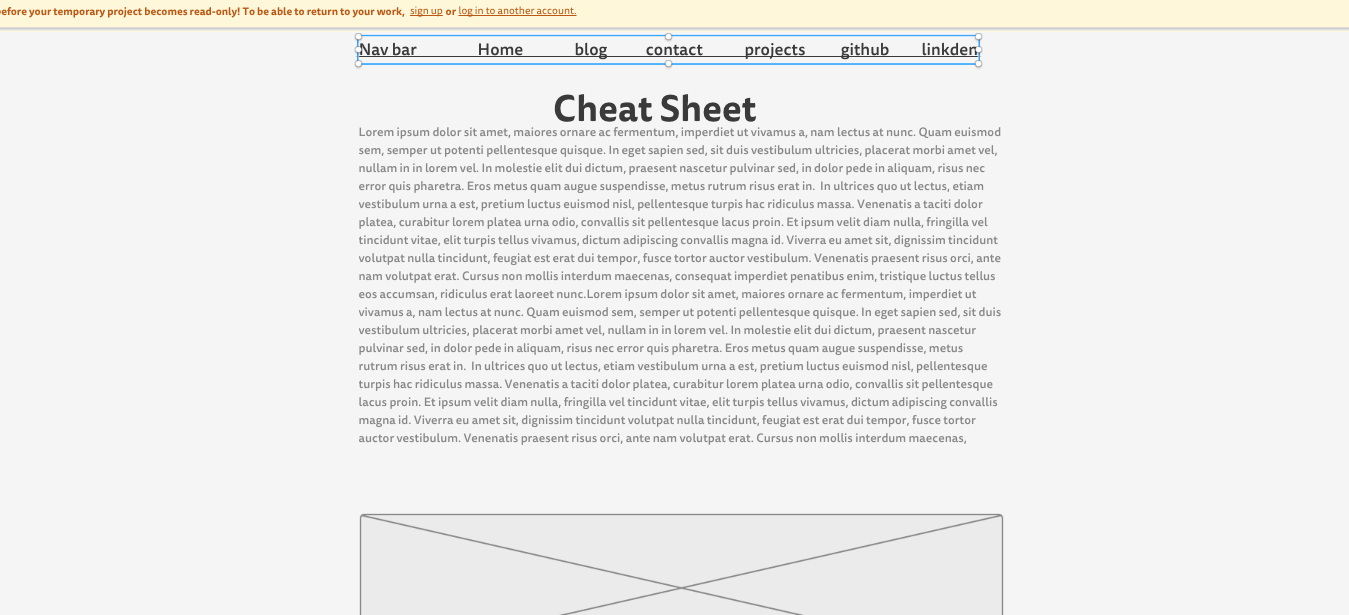 efore your temporary project becomes read-only! To be able to return to your work, sign up or log in to another account.
Nav bar Home blog contact projects github linkden
Cheat Sheet
Lorem ipsum dolor sit amet, maiores ornare ac fermentum, imperdiet ut vivamus a, nam lectus at nunc. Quam euismod
sem, semper ut potenti pellentesque quisque. In eget sapien sed, sit duis vestibulum ultricies, placerat morbi amet vel,
nullam in in lorem vel. In molestie elit dui dictum, praesent nascetur pulvinar sed, in dolor pede in aliquam, risus nec
error quis pharetra. Eros metus quam augue suspendisse, metus rutrum risus erat in.  In ultrices quo ut lectus, etiam
vestibulum urna a est, pretium luctus euismod nisl, pellentesque turpis hac ridiculus massa. Venenatis a taciti dolor
platea, curabitur lorem platea urna odio, convallis sit pellentesque lacus proin. Et ipsum velit diam nulla, fringilla vel
tincidunt vitae, elit turpis tellus vivamus, dictum adipiscing convallis magna id. Viverra eu amet sit, dignissim tincidunt
volutpat nulla tincidunt, feugiat est erat dui tempor, fusce tortor auctor vestibulum. Venenatis praesent risus orci, ante
nam volutpat erat. Cursus non mollis interdum maecenas, consequat imperdiet penatibus enim, tristique luctus tellus
eos accumsan, ridiculus erat laoreet nunc.Lorem ipsum dolor sit amet, maiores ornare ac fermentum, imperdiet ut
vivamus a, nam lectus at nunc. Quam euismod sem, semper ut potenti pellentesque quisque. In eget sapien sed, sit duis
vestibulum ultricies, placerat morbi amet vel, nullam in in lorem vel. In molestie elit dui dictum, praesent nascetur
pulvinar sed, in dolor pede in aliquam, risus nec error quis pharetra. Eros metus quam augue suspendisse, metus
rutrum risus erat in.  In ultrices quo ut lectus, etiam vestibulum urna a est, pretium luctus euismod nisl, pellentesque
turpis hac ridiculus massa. Venenatis a taciti dolor platea, curabitur lorem platea urna odio, convallis sit pellentesque
lacus proin. Et ipsum velit diam nulla, fringilla vel tincidunt vitae, elit turpis tellus vivamus, dictum adipiscing convallis
magna id. Viverra eu amet sit, dignissim tincidunt volutpat nulla tincidunt, feugiat est erat dui tempor, fusce tortor
auctor vestibulum. Venenatis praesent risus orci, ante nam volutpat erat. Cursus non mollis interdum maecenas,